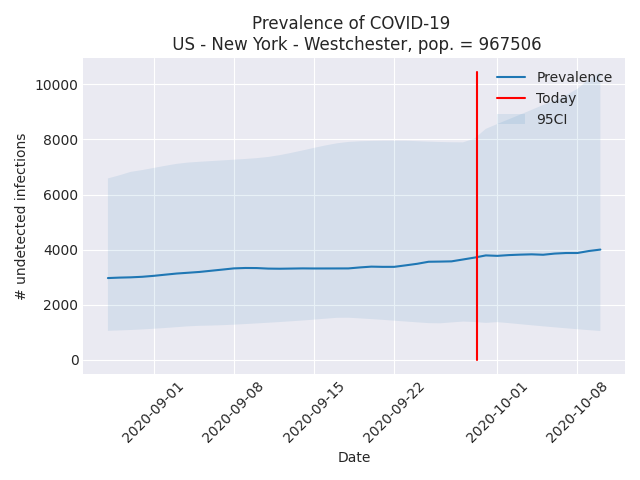 Prevalence of COVID-19
US - New York - Westchester, pop. = 967506
Prevalence
Today
95CI
10000
8000
6000
4000
2000
0
# undetected infections
2020-09-01
2020-09-08
2020-09-15
2020-09-22
2020-10-01
2020-10-08
Date